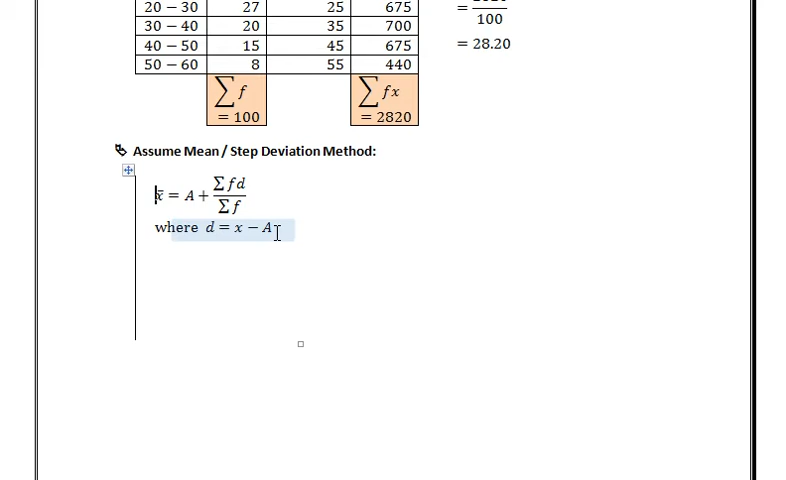 20 − 30 27 25 675
30 − 40 20 35 700
40 − 50 15 45 675
50 − 60 8 55 440
∑ f = 100
∑ fx = 2820
= 100
= 28.20
Assume Mean / Step Deviation Method:
x̄ = A + ∑ fd / ∑ f
where d = x − A